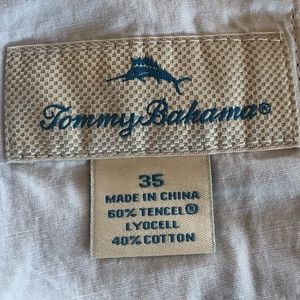 Tommy Bahama®
35
MADE IN CHINA
60% TENCEL®
LYOCELL
40% COTTON